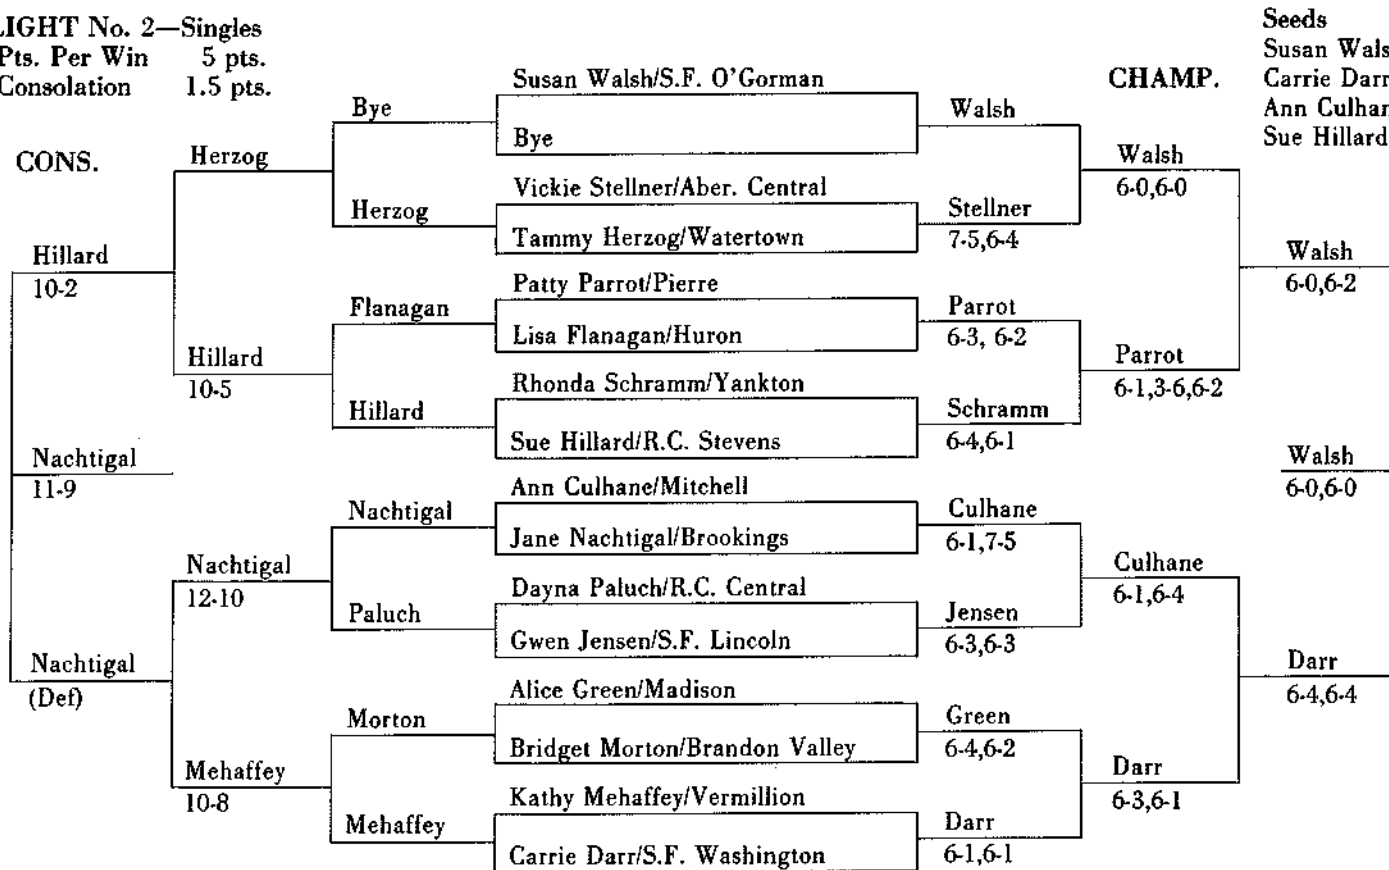 LIGHT No. 2—Singles
Pts. Per Win 5 pts.
Consolation 1.5 pts.
CONS.
Hillard
10-2
Nachtigal
11-9
Nachtigal
(Def)
Herzog
Hillard
10-5
Nachtigal
12-10
Mehaffey
10-8
Bye
Herzog
Flanagan
Hillard
Nachtigal
Paluch
Morton
Mehaffey
Susan Walsh/S.F. O'Gorman
Bye
Vickie Stellner/Aber. Central
Tammy Herzog/Watertown
Patty Parrot/Pierre
Lisa Flanagan/Huron
Rhonda Schramm/Yankton
Sue Hillard/R.C. Stevens
Ann Culhane/Mitchell
Jane Nachtigal/Brookings
Dayna Paluch/R.C. Central
Gwen Jensen/S.F. Lincoln
Alice Green/Madison
Bridget Morton/Brandon Valley
Kathy Mehaffey/Vermillion
Carrie Darr/S.F. Washington
Walsh
Stellner
7-5,6-4
Parrot
6-3, 6-2
Schramm
6-4,6-1
Culhane
6-1,7-5
Jensen
6-3,6-3
Green
6-4,6-2
Darr
6-1,6-1
CHAMP.
Walsh
6-0,6-0
Parrot
6-1,3-6,6-2
Culhane
6-1,6-4
Darr
6-3,6-1
Seeds
Susan Wals
Carrie Darr
Ann Culhan
Sue Hillard
Walsh
6-0,6-2
Walsh
6-0,6-0
Darr
6-4,6-4